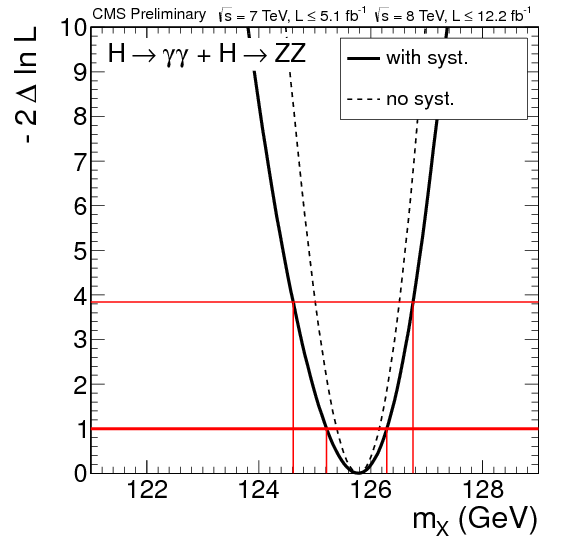 CMS Preliminary √s = 7 TeV, L ≤ 5.1 fb⁻¹ √s = 8 TeV, L ≤ 12.2 fb⁻¹
H → γγ + H → ZZ
with syst.
no syst.
- 2 Δ ln L
10
9
8
7
6
5
4
3
2
1
0
122 124 126 128
m_X (GeV)